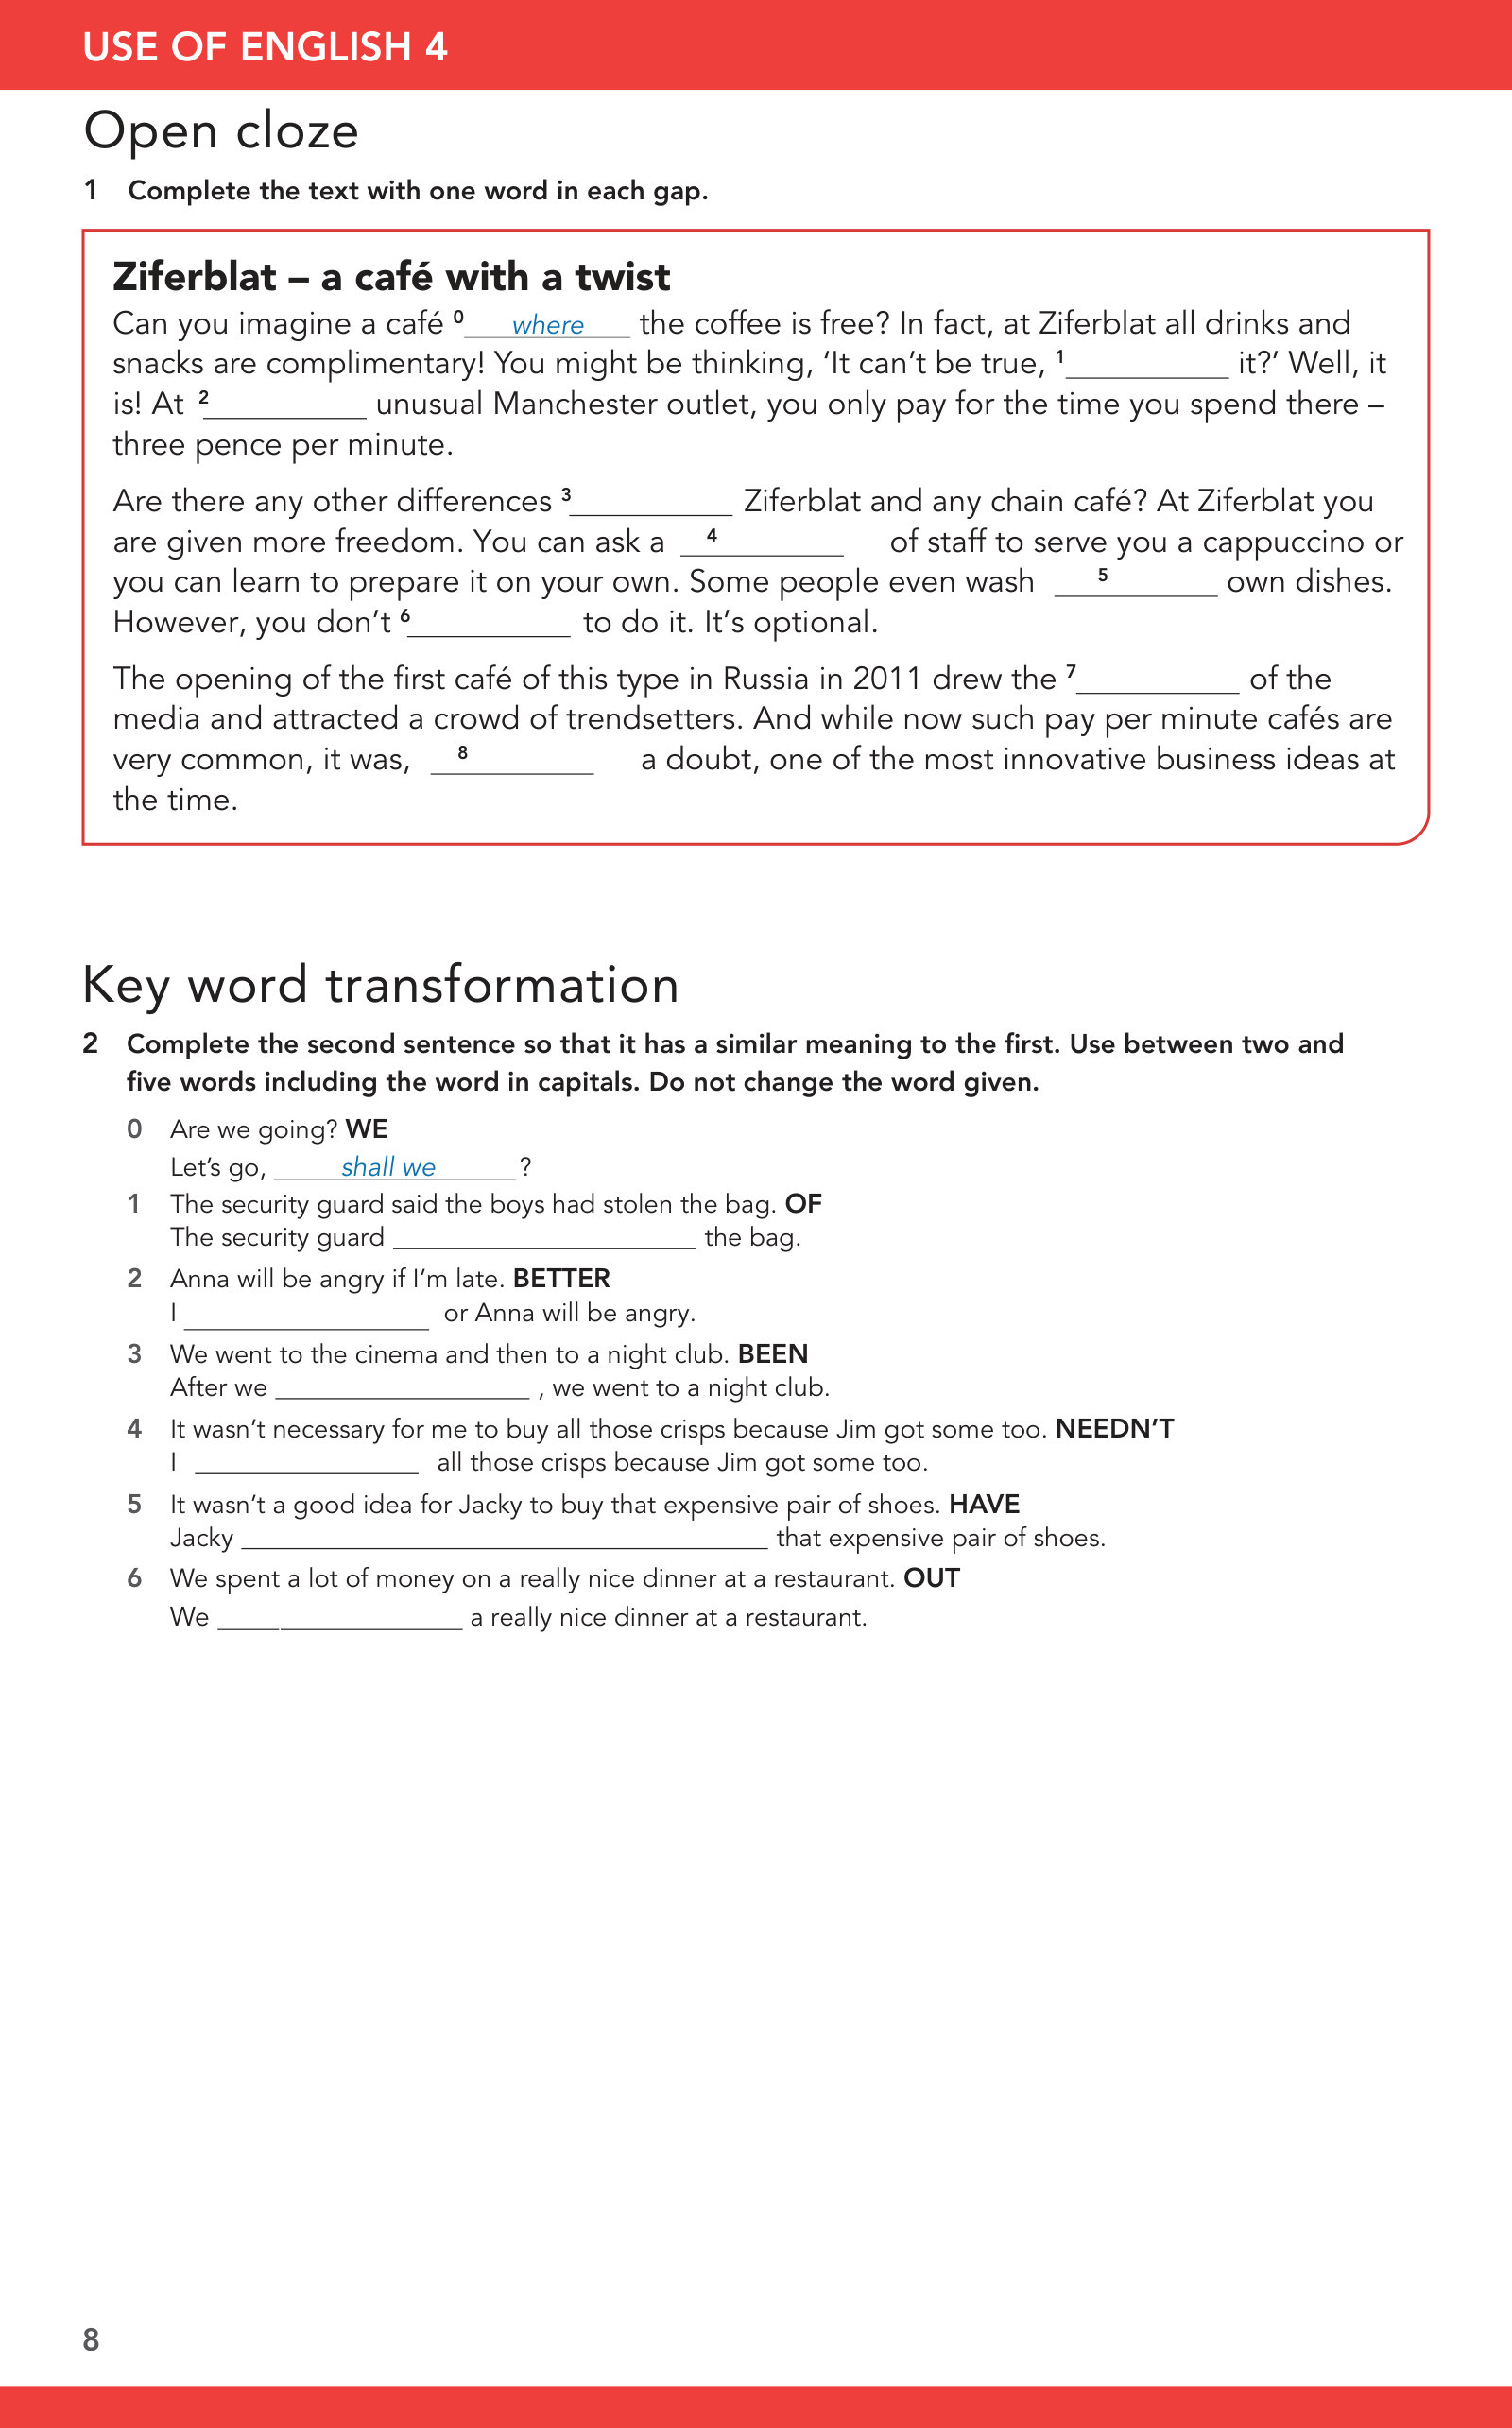 USE OF ENGLISH 4
Open cloze
1 Complete the text with one word in each gap.
Ziferblat – a café with a twist
Can you imagine a café 0 where the coffee is free? In fact, at Ziferblat all drinks and
snacks are complimentary! You might be thinking, ‘It can’t be true, 1__________ it?’ Well, it
is! At 2__________ unusual Manchester outlet, you only pay for the time you spend there –
three pence per minute.
Are there any other differences 3__________ Ziferblat and any chain café? At Ziferblat you
are given more freedom. You can ask a 4__________ of staff to serve you a cappuccino or
you can learn to prepare it on your own. Some people even wash 5__________ own dishes.
However, you don’t 6__________ to do it. It’s optional.
The opening of the first café of this type in Russia in 2011 drew the 7__________ of the
media and attracted a crowd of trendsetters. And while now such pay per minute cafés are
very common, it was, 8__________ a doubt, one of the most innovative business ideas at
the time.
Key word transformation
2 Complete the second sentence so that it has a similar meaning to the first. Use between two and
five words including the word in capitals. Do not change the word given.
0 Are we going? WE
Let’s go, shall we ?
1 The security guard said the boys had stolen the bag. OF
The security guard __________ the bag.
2 Anna will be angry if I’m late. BETTER
I __________ or Anna will be angry.
3 We went to the cinema and then to a night club. BEEN
After we __________ , we went to a night club.
4 It wasn’t necessary for me to buy all those crisps because Jim got some too. NEEDN’T
I __________ all those crisps because Jim got some too.
5 It wasn’t a good idea for Jacky to buy that expensive pair of shoes. HAVE
Jacky __________ that expensive pair of shoes.
6 We spent a lot of money on a really nice dinner at a restaurant. OUT
We __________ a really nice dinner at a restaurant.
8